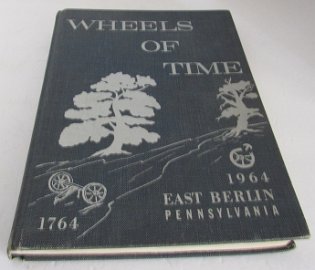 WHEELS
OF
TIME
1964
1764
EAST BERLIN
PENNSYLVANIA